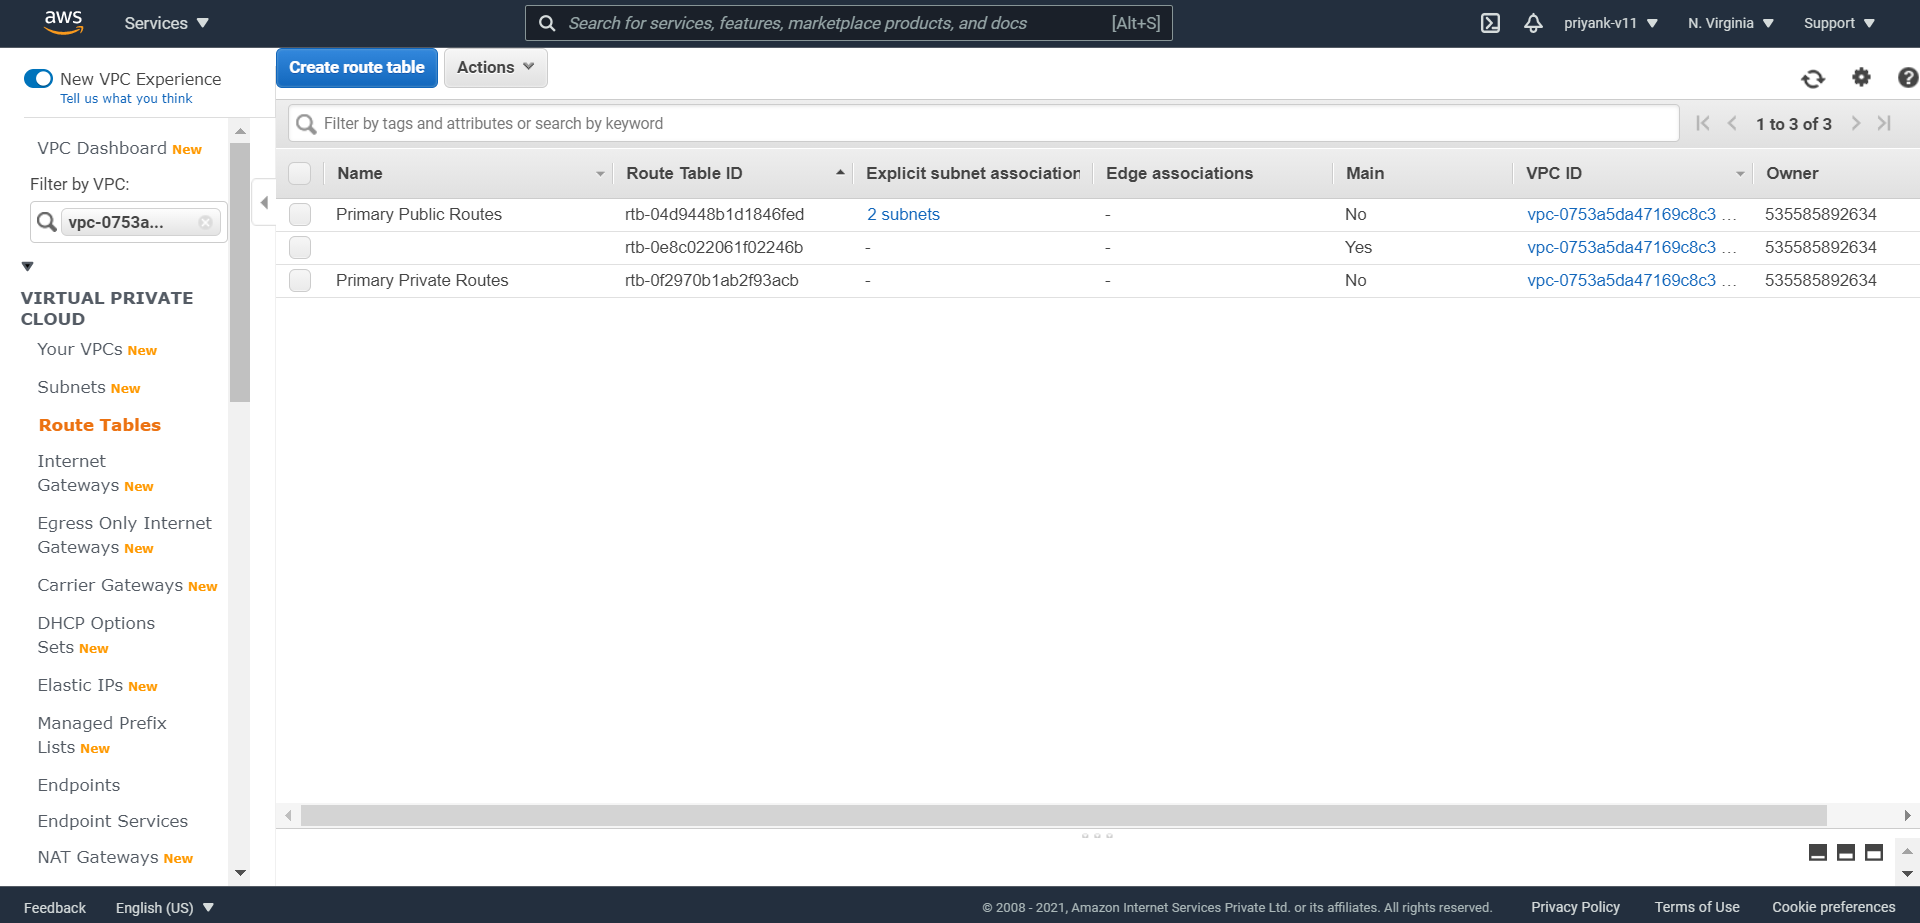 aws
Services
Search for services, features, marketplace products, and docs [Alt+S]
priyank-v11
N. Virginia
Support
New VPC Experience
Tell us what you think
VPC Dashboard New
Filter by VPC:
vpc-0753a...
VIRTUAL PRIVATE
CLOUD
Your VPCs New
Subnets New
Route Tables
Internet
Gateways New
Egress Only Internet
Gateways New
Carrier Gateways New
DHCP Options
Sets New
Elastic IPs New
Managed Prefix
Lists New
Endpoints
Endpoint Services
NAT Gateways New
Create route table
Actions
?
Filter by tags and attributes or search by keyword
1 to 3 of 3
Name Route Table ID Explicit subnet association Edge associations Main VPC ID Owner
Primary Public Routes rtb-04d9448b1d1846fed 2 subnets - No vpc-0753a5da47169c8c3 ... 535585892634
rtb-0e8c022061f02246b - - Yes vpc-0753a5da47169c8c3 ... 535585892634
Primary Private Routes rtb-0f2970b1ab2f93acb - - No vpc-0753a5da47169c8c3 ... 535585892634
Feedback
English (US)
© 2008 - 2021, Amazon Internet Services Private Ltd. or its affiliates. All rights reserved.
Privacy Policy
Terms of Use
Cookie preferences